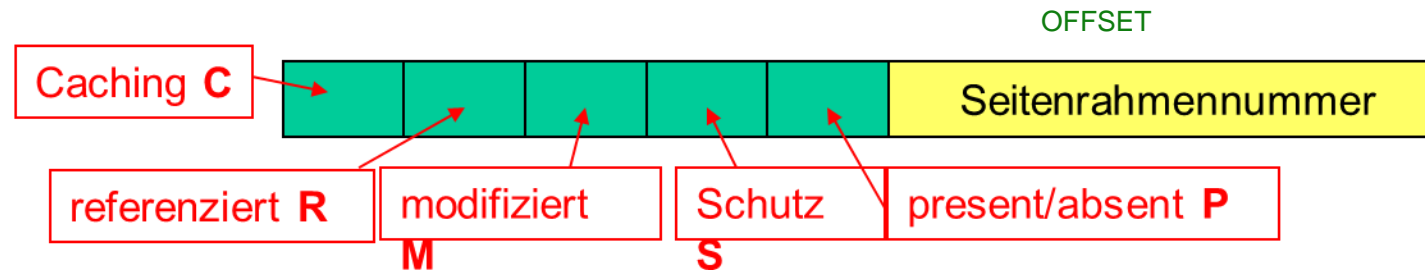 OFFSET
Caching C
Seitenrahmennummer
referenziert R
modifiziert
M
Schutz
S
present/absent P